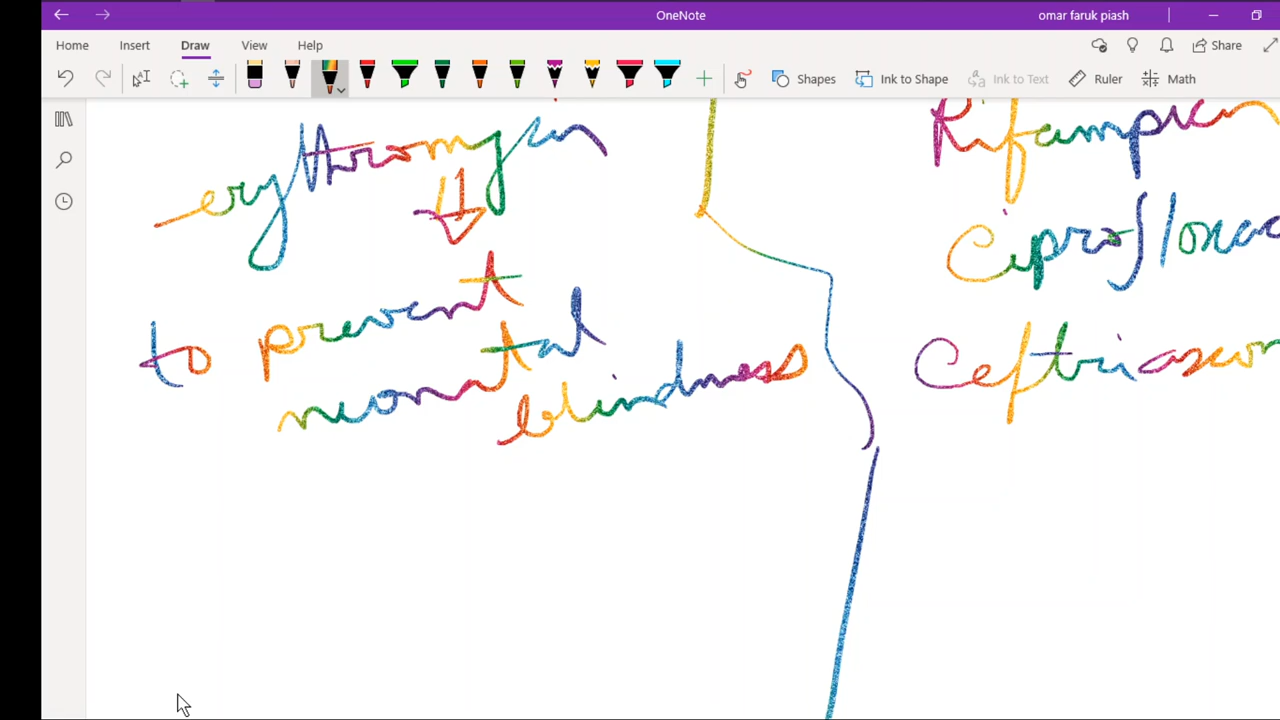 OneNote
omar faruk piash
Home Insert Draw View Help
Share
Shapes
Ink to Shape
Ink to Text
Ruler
Math
erythromycin
to prevent
neonatal
blindness
Rifampicin
Ciprofloxac
Ceftriaxon